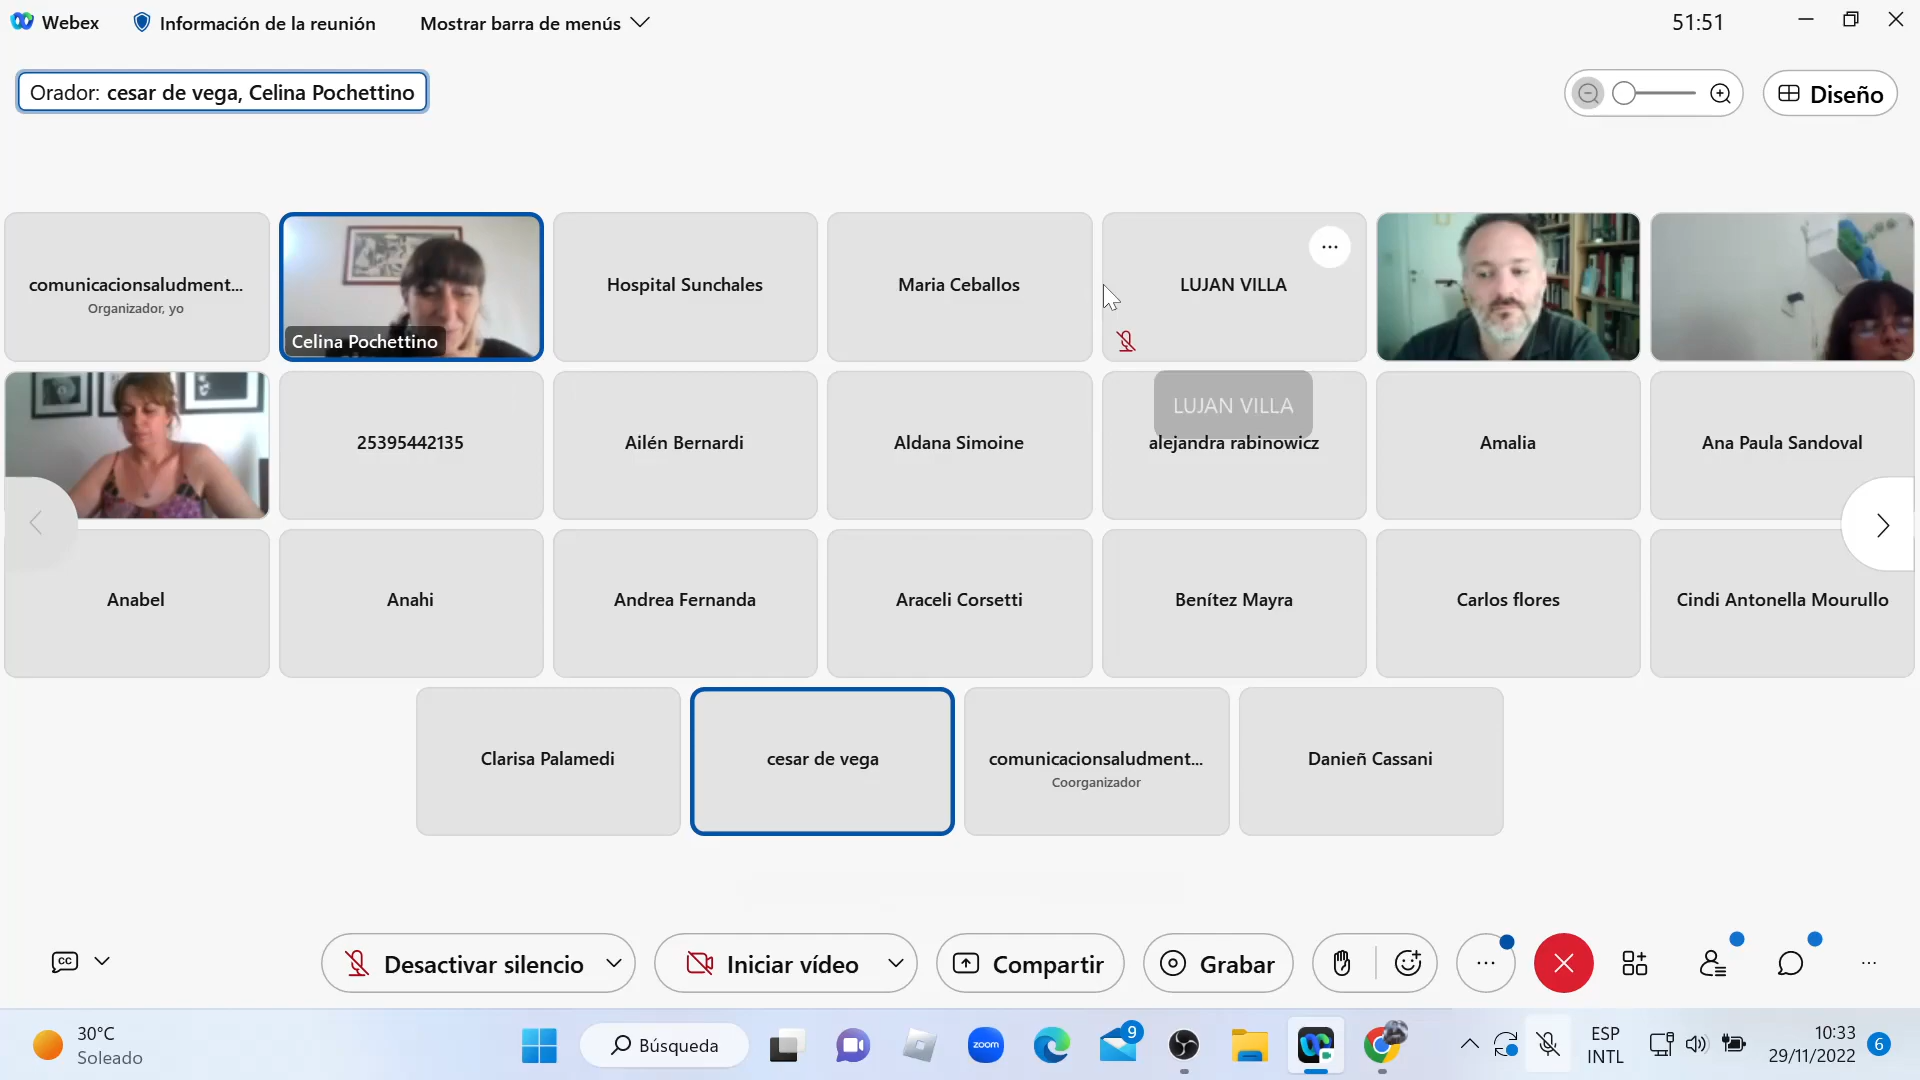 Webex
Información de la reunión
Mostrar barra de menús
51:51
Orador: cesar de vega, Celina Pochettino
Diseño
comunicacionsaludment...
Organizador, yo
Celina Pochettino
Hospital Sunchales
Maria Ceballos
LUJAN VILLA
25395442135
Ailén Bernardi
Aldana Simoine
LUJAN VILLA
alejandra rabinowicz
Amalia
Ana Paula Sandoval
Anabel
Anahi
Andrea Fernanda
Araceli Corsetti
Benítez Mayra
Carlos flores
Cindi Antonella Mourullo
Clarisa Palamedi
cesar de vega
comunicacionsaludment...
Coorganizador
Danieñ Cassani
CC
Desactivar silencio
Iniciar vídeo
Compartir
Grabar
30°C
Soleado
Búsqueda
zoom
9
ESP
INTL
10:33
29/11/2022
6